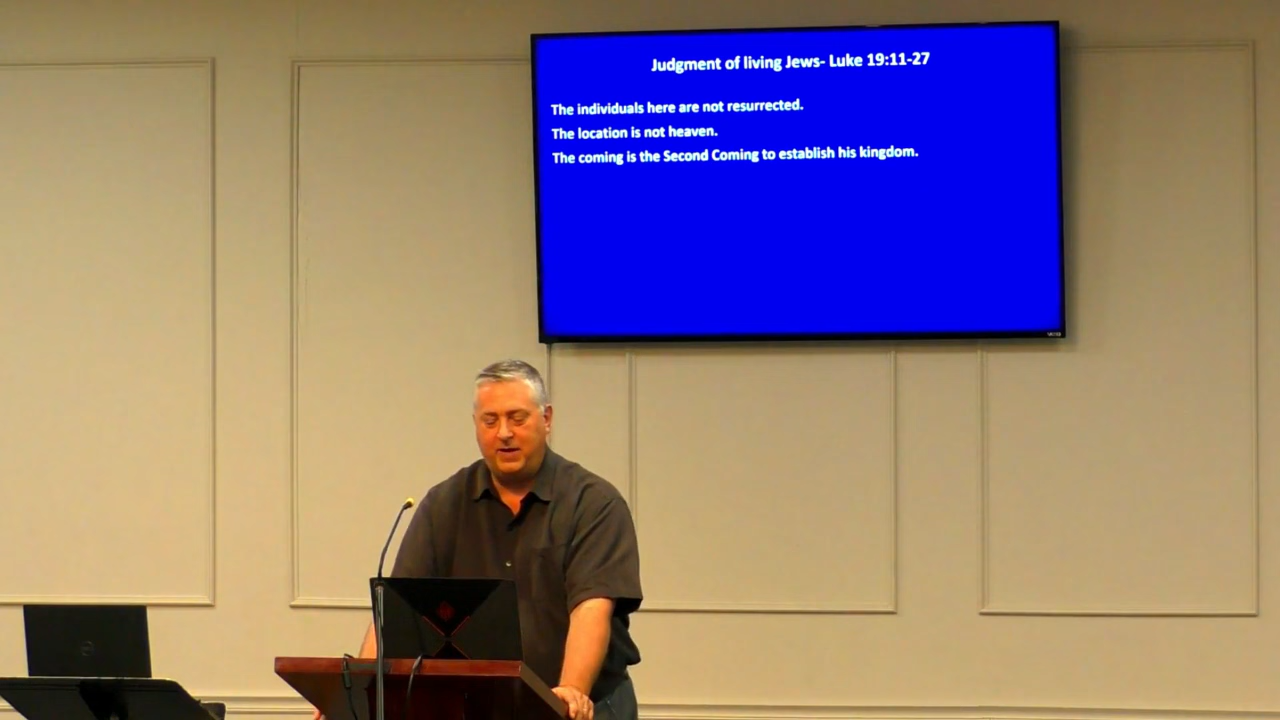 Judgment of living Jews- Luke 19:11-27
The individuals here are not resurrected.
The location is not heaven.
The coming is the Second Coming to establish his kingdom.